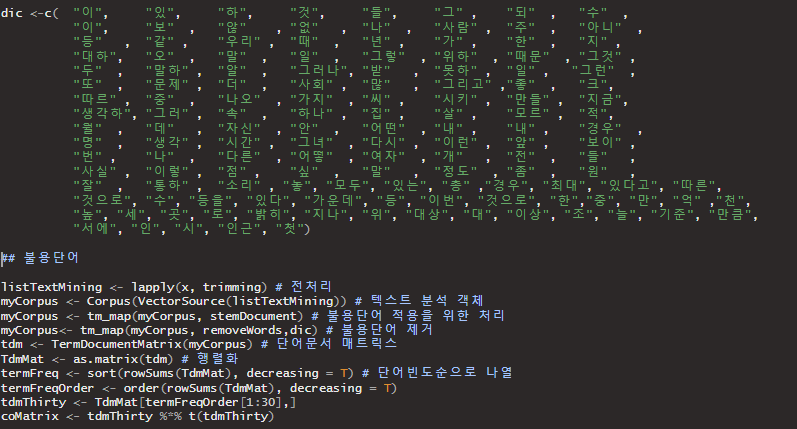 dic <-c(  "이",    "있",    "하",    "것",    "들",    "그" ,   "되" ,   "수" ,
"이",    "보" ,   "않" ,   "없" ,   "나" ,   "사람" ,  "주" ,   "아니" ,
"등" ,   "같" ,   "우리" ,  "때" ,   "년" ,   "가" ,   "한" ,   "지" ,
"대하",   "오" ,   "말" ,   "일" ,   "그렇" ,  "위하" ,  "때문" ,  "그것" ,
"두" ,   "말하" ,  "알" ,   "그러나",  "받" ,   "못하" ,  "일" ,   "그런" ,
"또" ,   "문제" ,  "더" ,   "사회" ,  "많" ,   "그리고" , "좋" ,   "크",
"따르" ,  "중" ,   "나오" ,  "가지" ,  "씨" ,   "시키" ,  "만들" ,  "지금",
"생각하", "그러" ,  "속" ,   "하나" ,  "집" ,   "살" ,   "모르" ,  "적",
"월" ,   "데" ,   "자신" ,  "안" ,   "어떤" ,  "내" ,   "내" ,   "경우" ,
"명" ,   "생각" ,  "시간" ,  "그녀" ,  "다시" ,  "이런" ,  "앞" ,   "보이" ,
"번" ,   "나" ,   "다른" ,  "어떻" ,  "여자" ,  "개" ,   "전" ,   "들" ,
"사실" ,  "이렇" ,  "점" ,   "싶" ,   "말" ,   "정도" ,  "좀" ,   "원" ,
"잘" ,   "통하" ,  "소리" , "놓", "모두" , "있는", "총" ,"경우", "최대" , "있다고", "따른",
"것으로", "수", "등을", "있다", "가운데", "등", "이번", "것으로", "한","중", "만", "억" ,"천",
"높", "세", "곳", "로", "밝히", "지나", "위", "대상", "대", "이상", "조", "늘", "기준", "만큼",
"서에", "인", "시", "인근", "첫")
## 불용단어
listTextMining <- lapply(x, trimming) # 전처리
myCorpus <- Corpus(VectorSource(listTextMining)) # 텍스트 분석 객체
myCorpus <- tm_map(myCorpus, stemDocument) # 불용단어 적용을 위한 처리
myCorpus<- tm_map(myCorpus, removeWords,dic) # 불용단어 제거
tdm <- TermDocumentMatrix(myCorpus) # 단어문서 매트릭스
TdmMat <- as.matrix(tdm) # 행렬화
termFreq <- sort(rowSums(TdmMat), decreasing = T) # 단어빈도순으로 나열
termFreqOrder <- order(rowSums(TdmMat), decreasing = T)
tdmThirty <- TdmMat[termFreqOrder[1:30],]
coMatrix <- tdmThirty %*% t(tdmThirty)